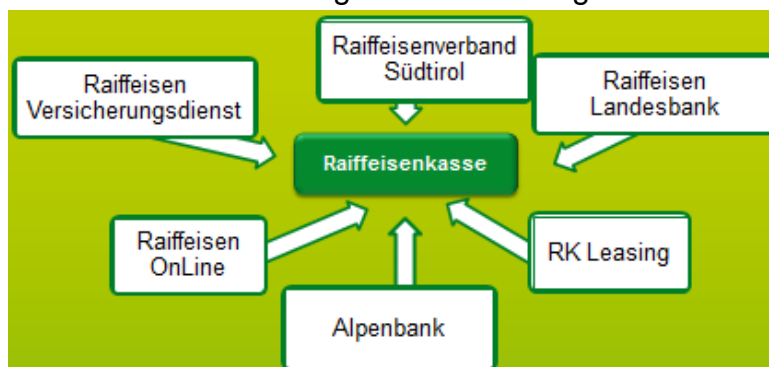 Raiffeisenverband
Südtirol
Raiffeisen
Versicherungsdienst
Raiffeisen
Landesbank
Raiffeisenkasse
Raiffeisen
OnLine
RK Leasing
Alpenbank